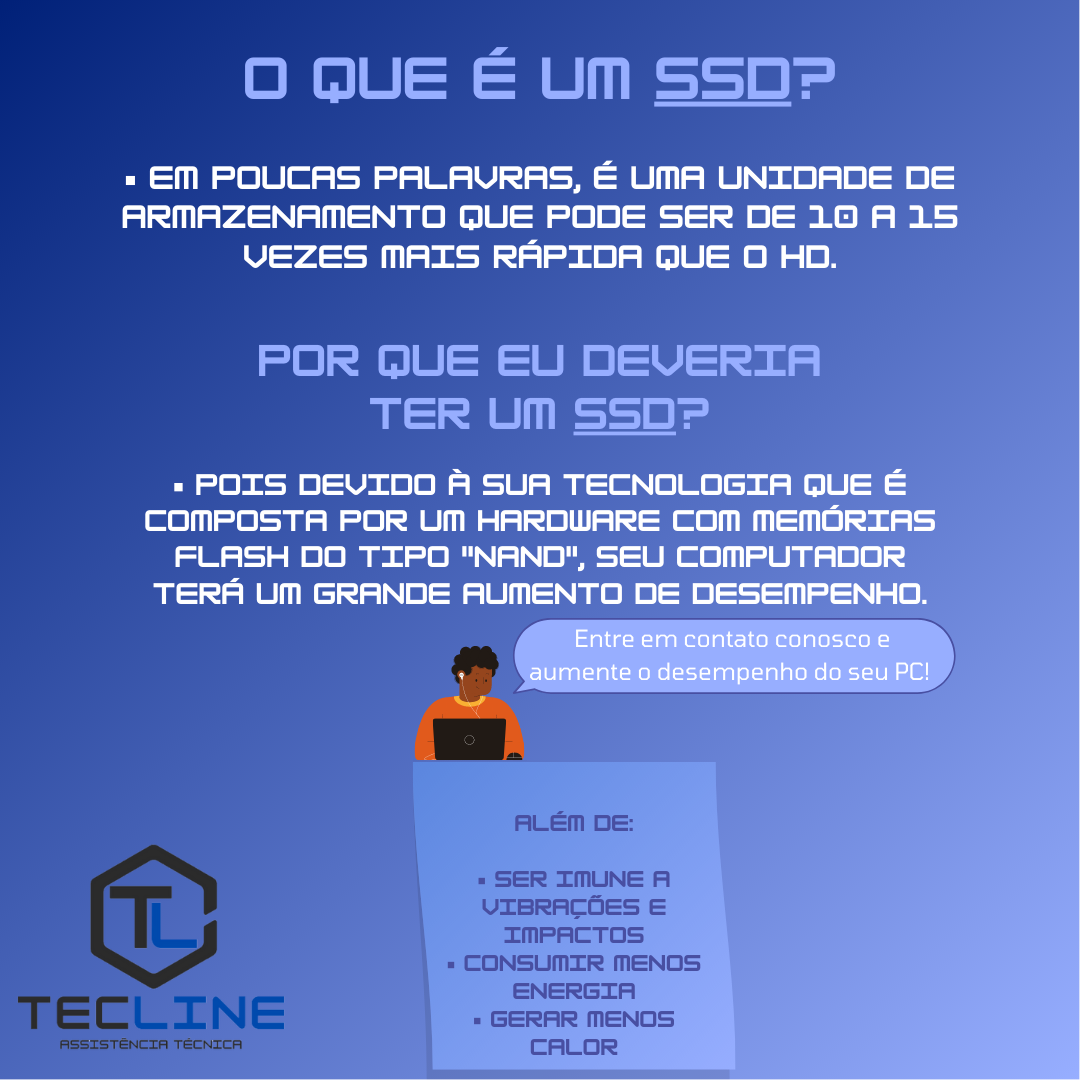 O QUE É UM SSD?
▪ EM POUCAS PALAVRAS, É UMA UNIDADE DE
ARMAZENAMENTO QUE PODE SER DE 10 A 15
VEZES MAIS RÁPIDA QUE O HD.
POR QUE EU DEVERIA
TER UM SSD?
▪ POIS DEVIDO À SUA TECNOLOGIA QUE É
COMPOSTA POR UM HARDWARE COM MEMÓRIAS
FLASH DO TIPO "NAND", SEU COMPUTADOR
TERÁ UM GRANDE AUMENTO DE DESEMPENHO.
Entre em contato conosco e
aumente o desempenho do seu PC!
ALÉM DE:
▪ SER IMUNE A
VIBRAÇÕES E
IMPACTOS
▪ CONSUMIR MENOS
ENERGIA
▪ GERAR MENOS
CALOR
TL
TECLINE
ASSISTÊNCIA TÉCNICA